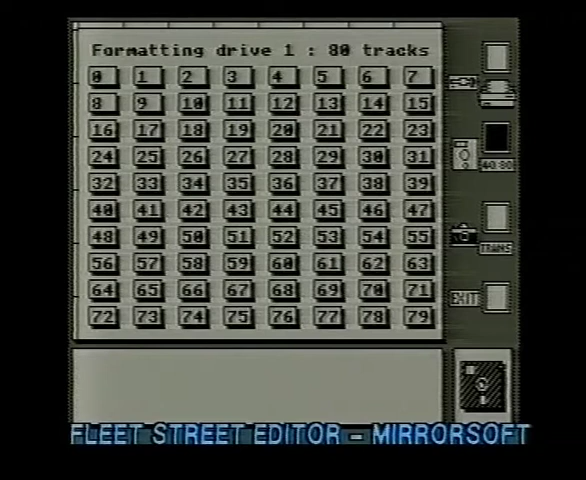 Formatting drive 1 : 80 tracks
0 1 2 3 4 5 6 7
8 9 10 11 12 13 14 15
16 17 18 19 20 21 22 23
24 25 26 27 28 29 30 31
32 33 34 35 36 37 38 39
40 41 42 43 44 45 46 47
48 49 50 51 52 53 54 55
56 57 58 59 60 61 62 63
64 65 66 67 68 69 70 71
72 73 74 75 76 77 78 79
40 80
TRANS
EXIT
FLEET STREET EDITOR – MIRRORSOFT